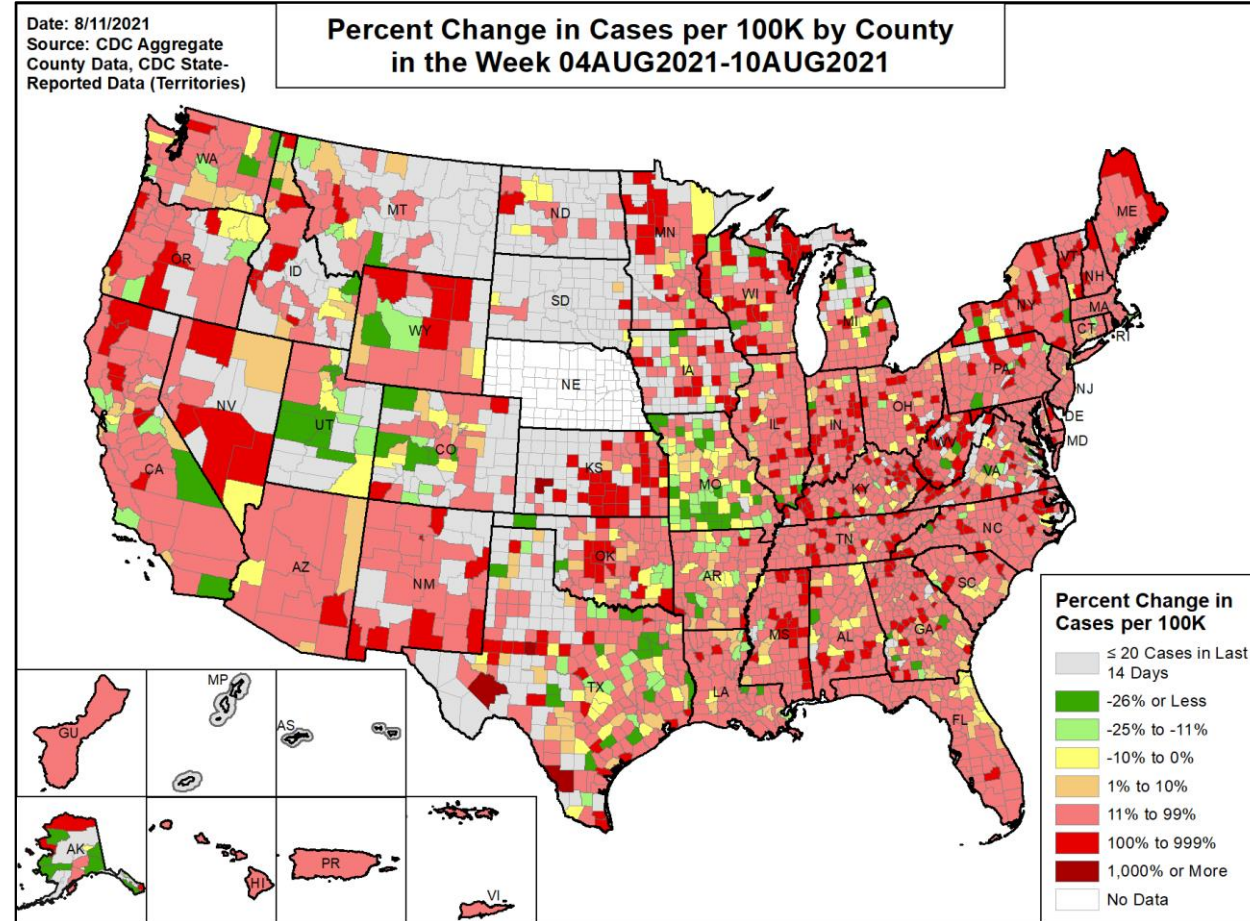 Date: 8/11/2021
Source: CDC Aggregate
County Data, CDC State-
Reported Data (Territories)
Percent Change in Cases per 100K by County
in the Week 04AUG2021-10AUG2021
WA
MT
ND
MN
ME
OR
ID
SD
WI
MI
NY
VT
NH
MA
CT
RI
WY
NE
IA
PA
NJ
NV
UT
CO
IL
IN
OH
DE
MD
CA
KS
MO
WV
VA
KY
AZ
NM
OK
AR
TN
NC
SC
TX
LA
MS
AL
GA
FL
GU
MP
AS
AK
HI
PR
VI
Percent Change in
Cases per 100K
≤ 20 Cases in Last
14 Days
-26% or Less
-25% to -11%
-10% to 0%
1% to 10%
11% to 99%
100% to 999%
1,000% or More
No Data